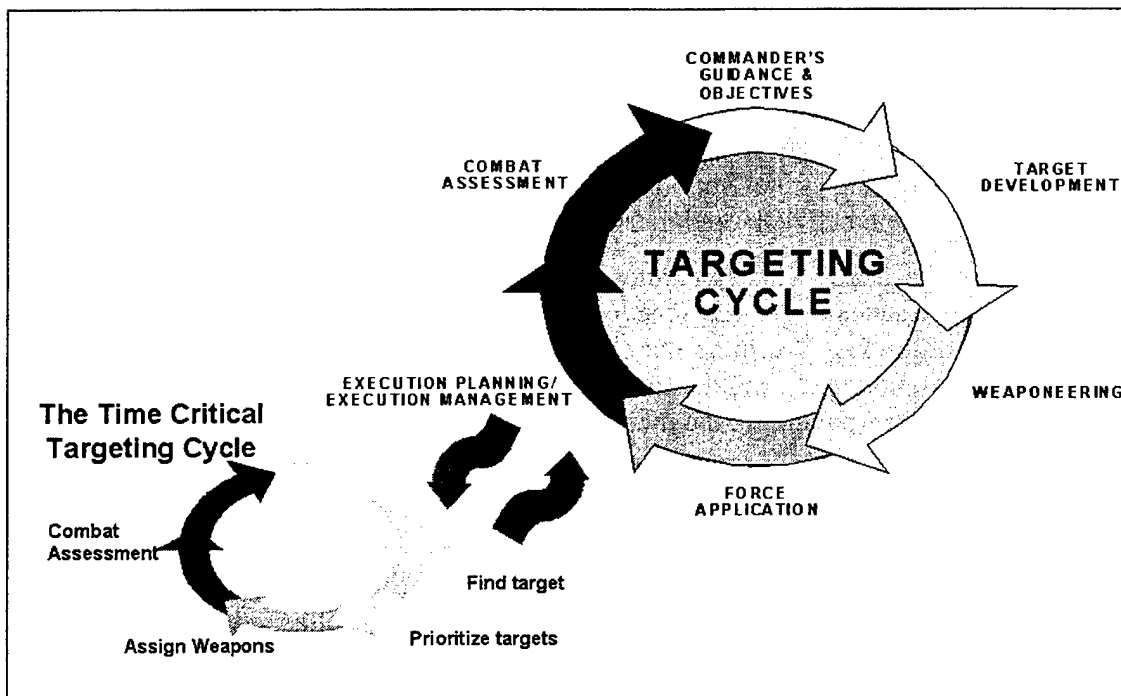 COMMANDER'S
GUIDANCE &
OBJECTIVES
COMBAT
ASSESSMENT
TARGET
DEVELOPMENT
TARGETING
CYCLE
EXECUTION PLANNING/
EXECUTION MANAGEMENT
WEAPONEERING
The Time Critical
Targeting Cycle
FORCE
APPLICATION
Combat
Assessment
Find target
Assign Weapons
Prioritize targets